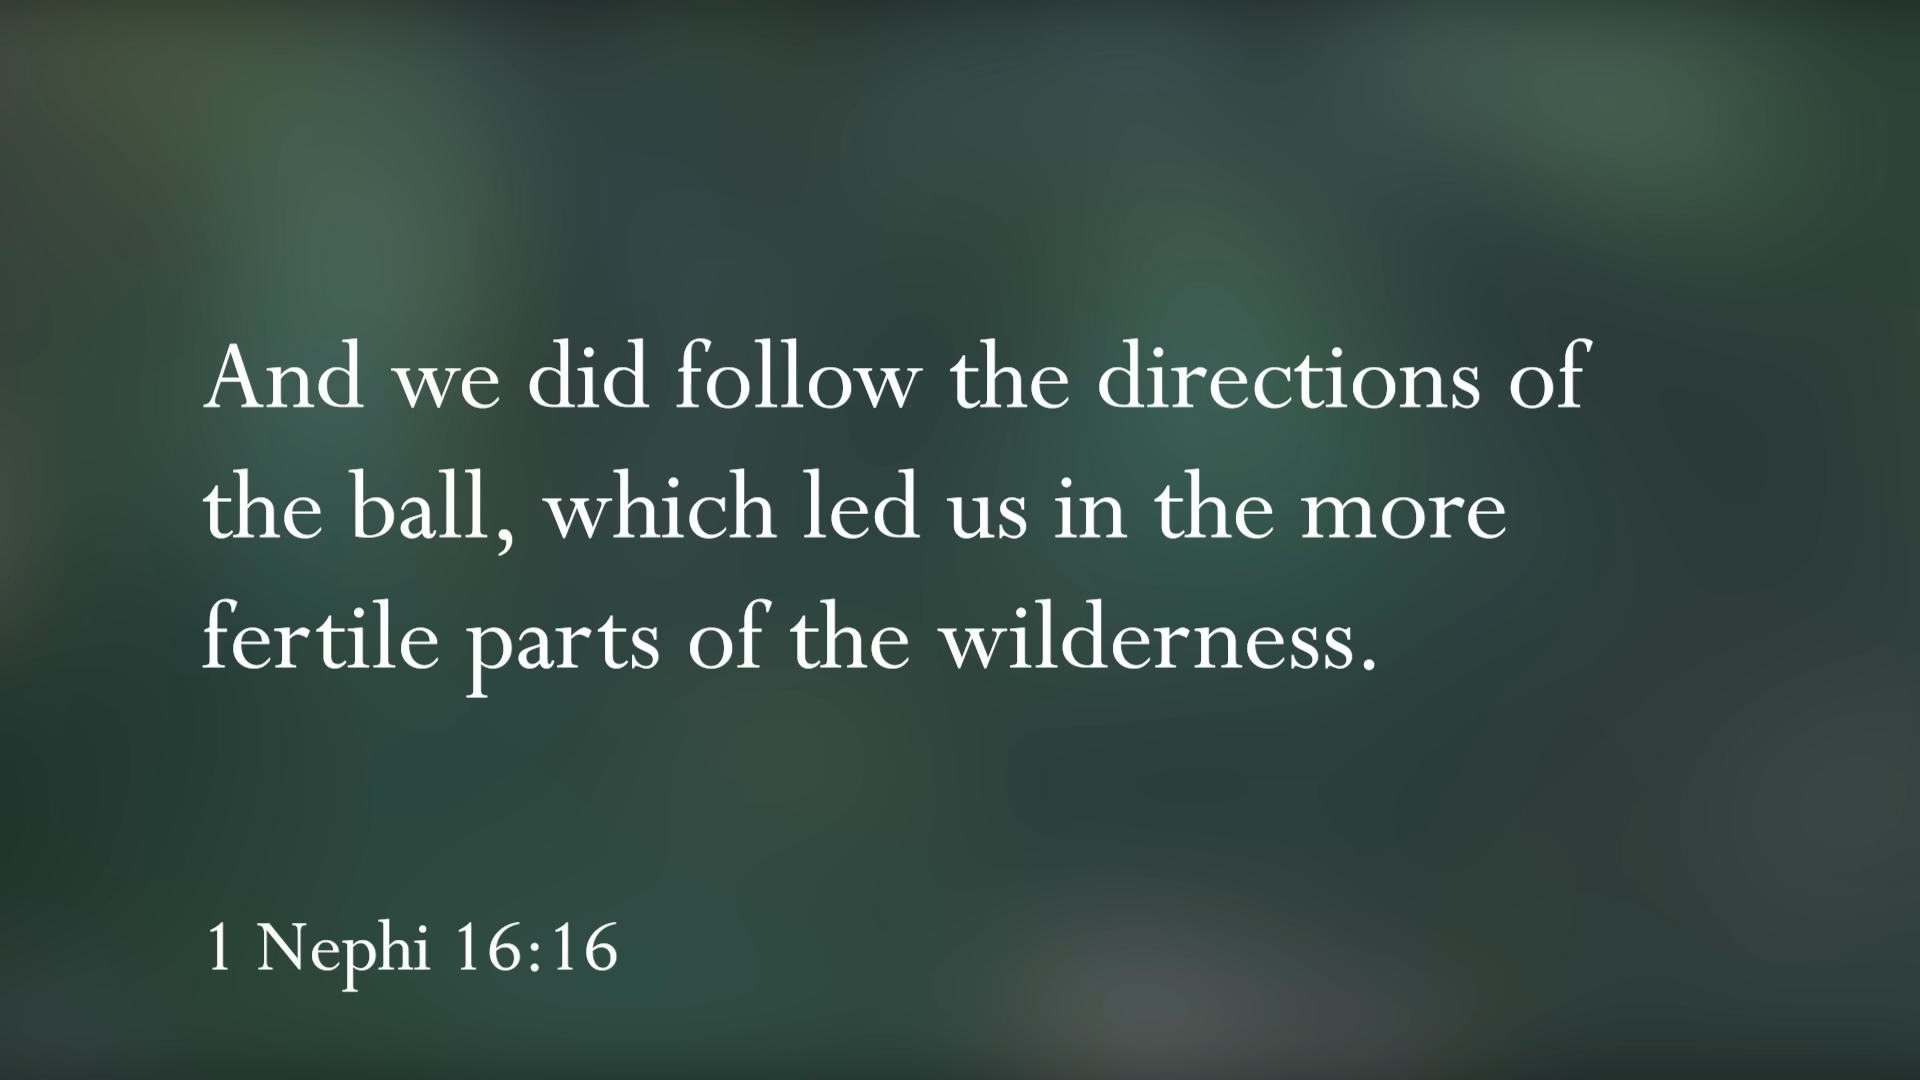 And we did follow the directions of
the ball, which led us in the more
fertile parts of the wilderness.
1 Nephi 16:16